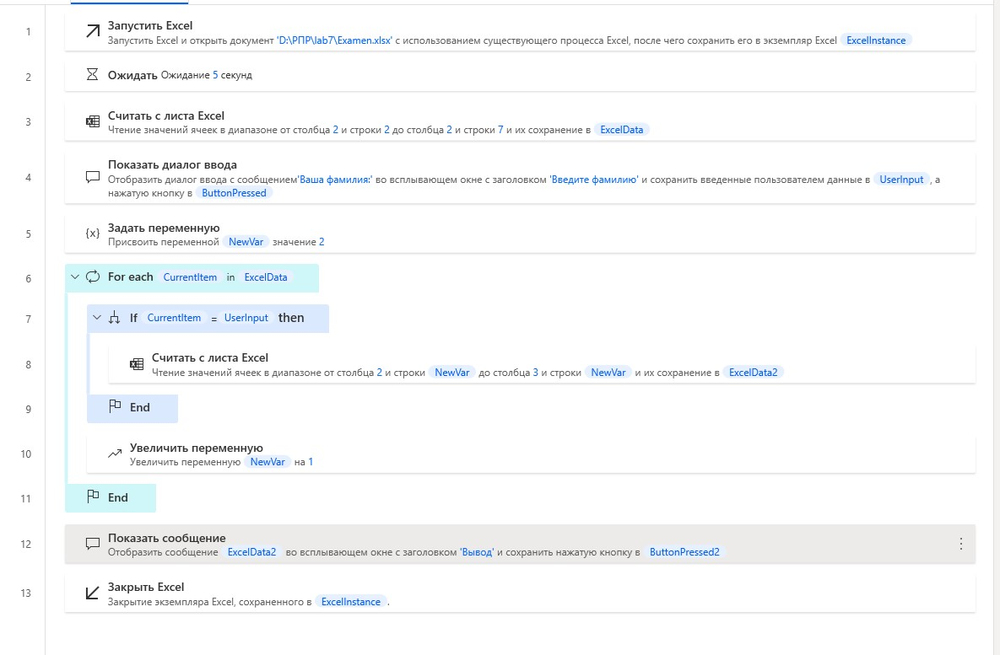 1
Запустить Excel
Запустить Excel и открыть документ 'D:\РПР\lab7\Examen.xlsx' с использованием существующего процесса Excel, после чего сохранить его в экземпляр Excel ExcelInstance
2
Ожидать Ожидание 5 секунд
3
Считать с листа Excel
Чтение значений ячеек в диапазоне от столбца 2 и строки 2 до столбца 2 и строки 7 и их сохранение в ExcelData
4
Показать диалог ввода
Отобразить диалог ввода с сообщением'Ваша фамилия:' во всплывающем окне с заголовком 'Введите фамилию' и сохранить введенные пользователем данные в UserInput , а
нажатую кнопку в ButtonPressed
5
{x} Задать переменную
Присвоить переменной NewVar значение 2
6
For each CurrentItem in ExcelData
7
If CurrentItem = UserInput then
8
Считать с листа Excel
Чтение значений ячеек в диапазоне от столбца 2 и строки NewVar до столбца 3 и строки NewVar и их сохранение в ExcelData2
9
End
10
Увеличить переменную
Увеличить переменную NewVar на 1
11
End
12
Показать сообщение
Отобразить сообщение ExcelData2 во всплывающем окне с заголовком 'Вывод' и сохранить нажатую кнопку в ButtonPressed2
13
Закрыть Excel
Закрытие экземпляра Excel, сохраненного в ExcelInstance .